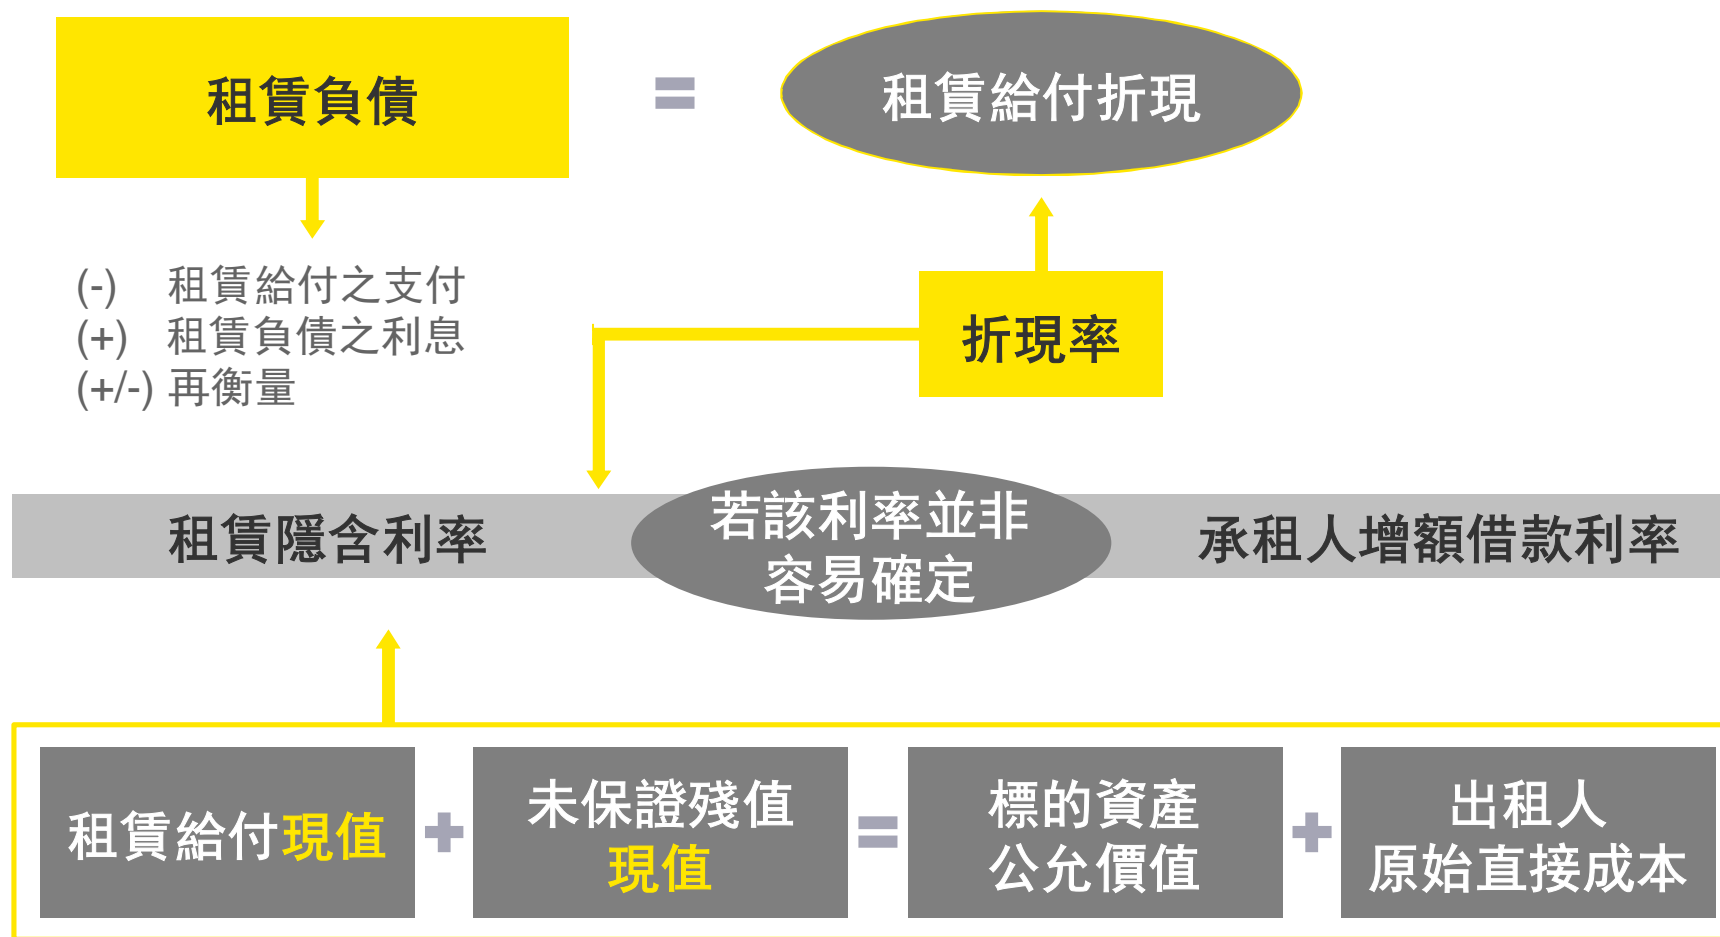 租賃負債
=
租賃給付折現
(-) 租賃給付之支付
(+) 租賃負債之利息
(+/-) 再衡量
折現率
租賃隱含利率
若該利率並非
容易確定
承租人增額借款利率
租賃給付現值
+
未保證殘值
現值
=
標的資產
公允價值
+
出租人
原始直接成本